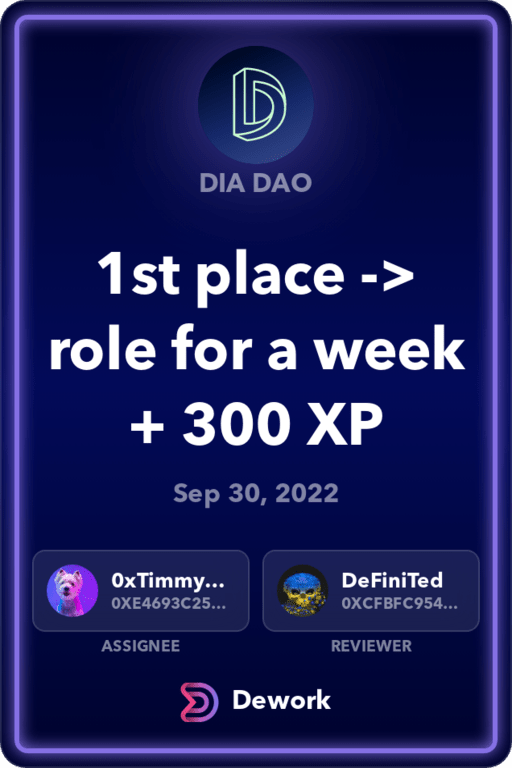 DIA DAO
1st place ->
role for a week
+ 300 XP
Sep 30, 2022
0xTimmy...
0XE4693C25...
ASSIGNEE
DeFiniTed
0XCFBFC954...
REVIEWER
Dework